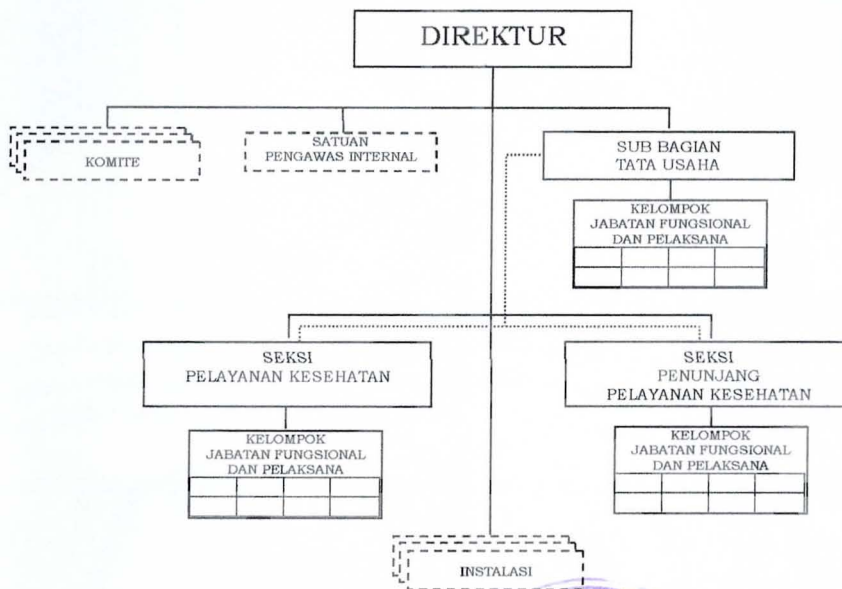 DIREKTUR
KOMITE
SATUAN
PENGAWAS INTERNAL
SUB BAGIAN
TATA USAHA
KELOMPOK
JABATAN FUNGSIONAL
DAN PELAKSANA
SEKSI
PELAYANAN KESEHATAN
SEKSI
PENUNJANG
PELAYANAN KESEHATAN
KELOMPOK
JABATAN FUNGSIONAL
DAN PELAKSANA
KELOMPOK
JABATAN FUNGSIONAL
DAN PELAKSANA
INSTALASI